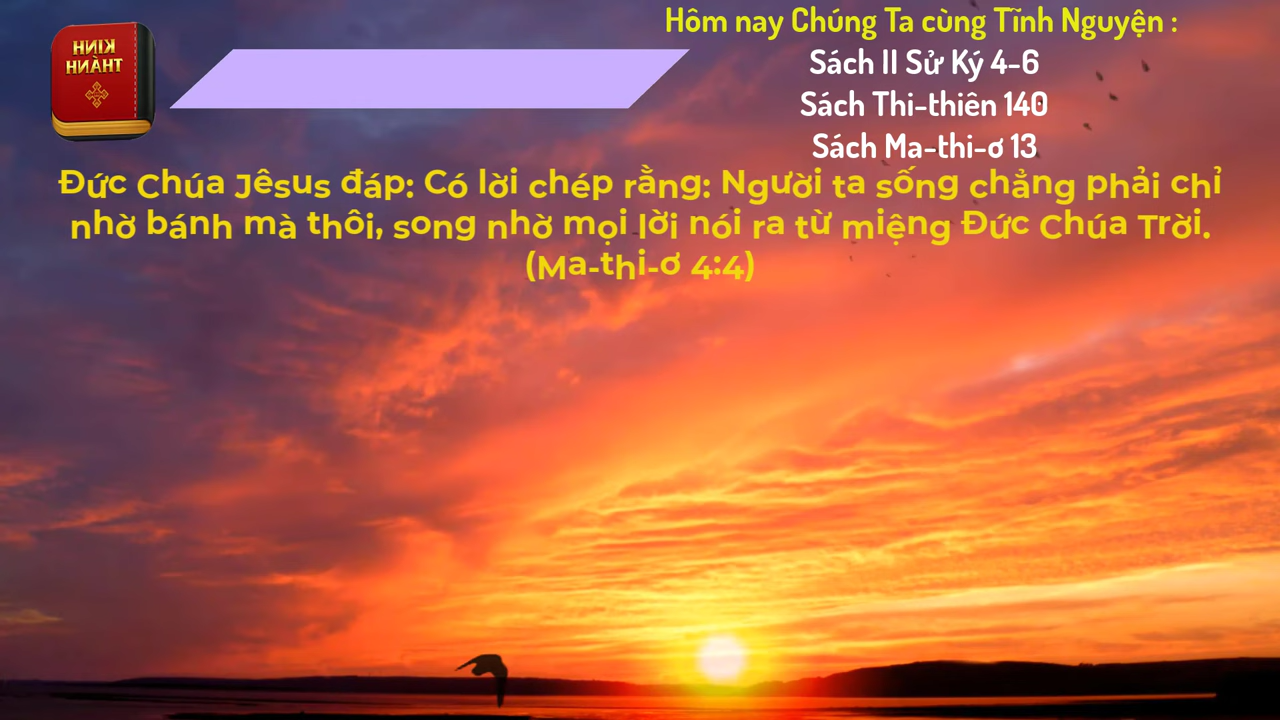 KINH
THÁNH
Hôm nay Chúng Ta cùng Tĩnh Nguyện :
Sách II Sử Ký 4-6
Sách Thi-thiên 140
Sách Ma-thi-ơ 13
Đức Chúa Jêsus đáp: Có lời chép rằng: Người ta sống chẳng phải chỉ
nhờ bánh mà thôi, song nhờ mọi lời nói ra từ miệng Đức Chúa Trời.
(Ma-thi-ơ 4:4)